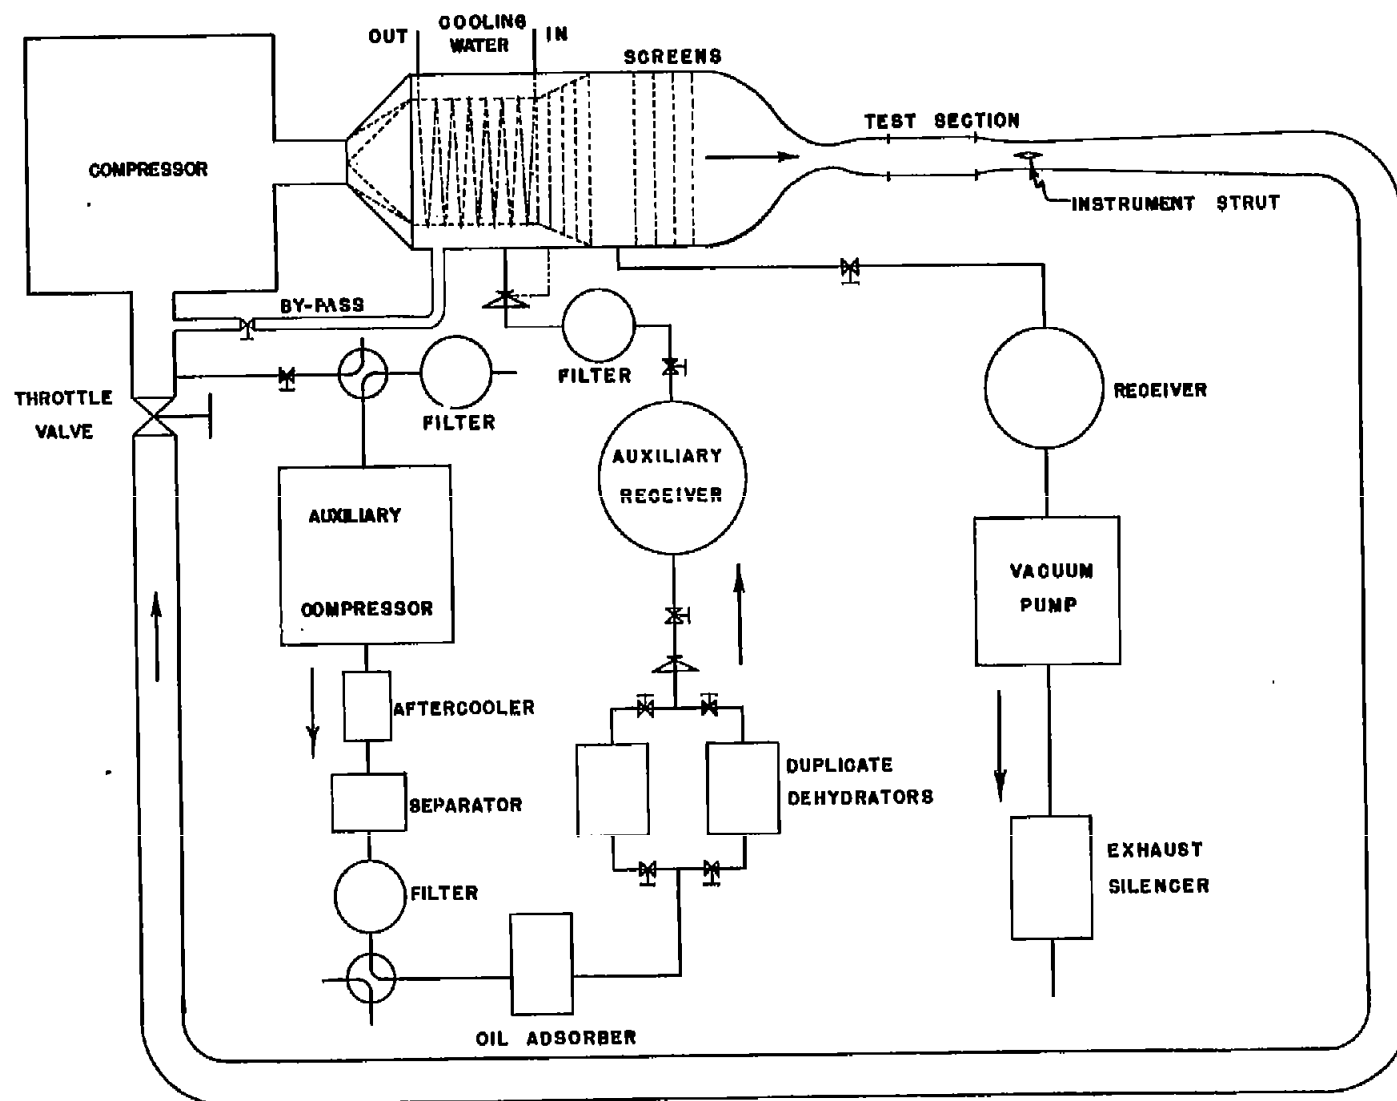 COOLING
OUT WATER IN
SCREENS
TEST SECTION
COMPRESSOR
INSTRUMENT STRUT
BY-PASS
FILTER
RECEIVER
THROTTLE
VALVE
FILTER
AUXILIARY
RECEIVER
AUXILIARY
COMPRESSOR
VACUUM
PUMP
AFTERCOOLER
DUPLICATE
DEHYDRATORS
SEPARATOR
EXHAUST
SILENCER
FILTER
OIL ADSORBER